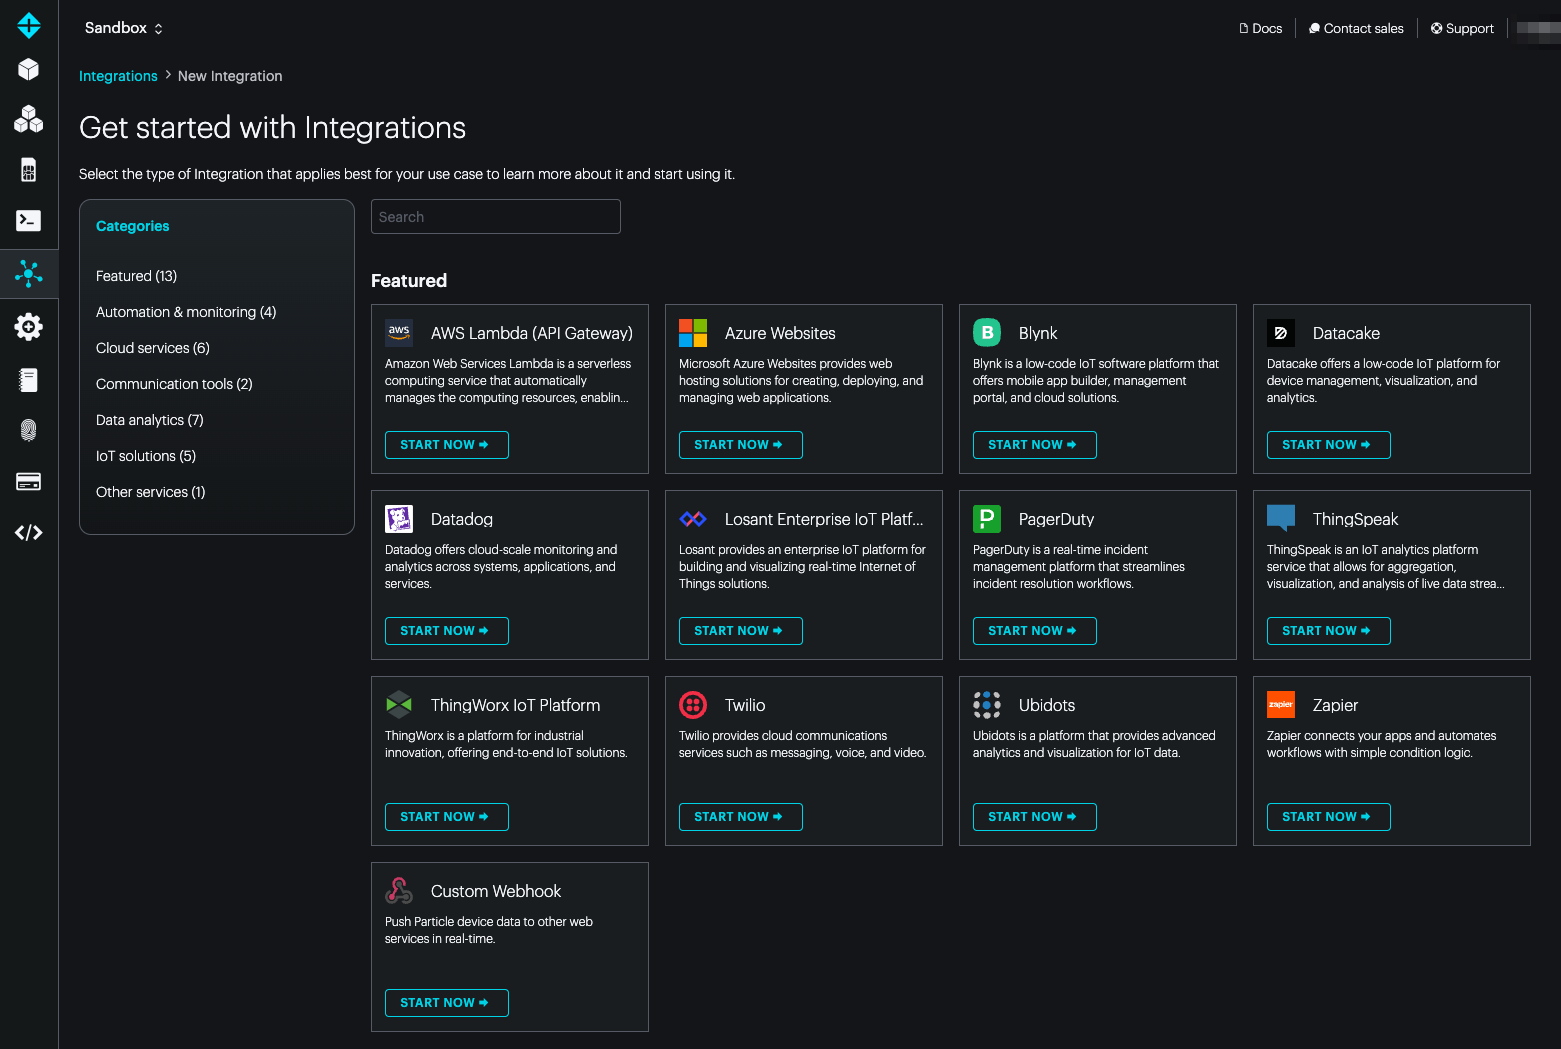 Sandbox
Docs
Contact sales
Support
Integrations > New Integration
Get started with Integrations
Select the type of Integration that applies best for your use case to learn more about it and start using it.
Categories
Featured (13)
Automation & monitoring (4)
Cloud services (6)
Communication tools (2)
Data analytics (7)
IoT solutions (5)
Other services (1)
Search
Featured
aws
AWS Lambda (API Gateway)
Amazon Web Services Lambda is a serverless
computing service that automatically
manages the computing resources, enablin...
START NOW
Azure Websites
Microsoft Azure Websites provides web
hosting solutions for creating, deploying, and
managing web applications.
START NOW
B
Blynk
Blynk is a low-code IoT software platform that
offers mobile app builder, management
portal, and cloud solutions.
START NOW
Datacake
Datacake offers a low-code IoT platform for
device management, visualization, and
analytics.
START NOW
Datadog
Datadog offers cloud-scale monitoring and
analytics across systems, applications, and
services.
START NOW
Losant Enterprise IoT Platf...
Losant provides an enterprise IoT platform for
building and visualizing real-time Internet of
Things solutions.
START NOW
P
PagerDuty
PagerDuty is a real-time incident
management platform that streamlines
incident resolution workflows.
START NOW
ThingSpeak
ThingSpeak is an IoT analytics platform
service that allows for aggregation,
visualization, and analysis of live data strea...
START NOW
ThingWorx IoT Platform
ThingWorx is a platform for industrial
innovation, offering end-to-end IoT solutions.
START NOW
Twilio
Twilio provides cloud communications
services such as messaging, voice, and video.
START NOW
Ubidots
Ubidots is a platform that provides advanced
analytics and visualization for IoT data.
START NOW
zapier
Zapier
Zapier connects your apps and automates
workflows with simple condition logic.
START NOW
Custom Webhook
Push Particle device data to other web
services in real-time.
START NOW